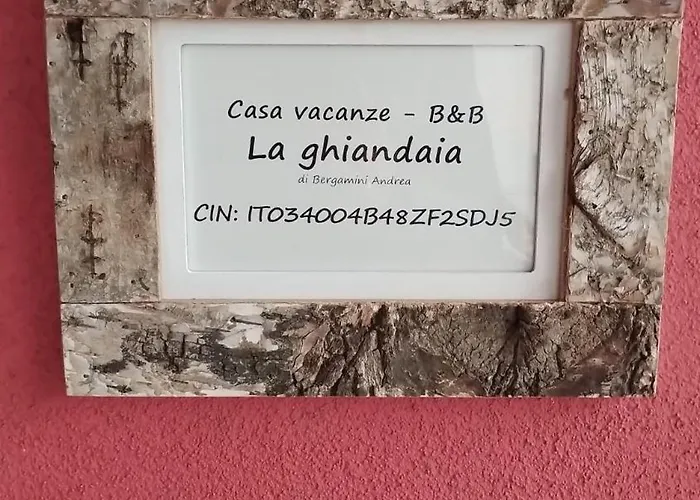 Casa vacanze - B&B
La ghiandaia
di Bergamini Andrea
CIN: IT034004B48ZF2SDJ5